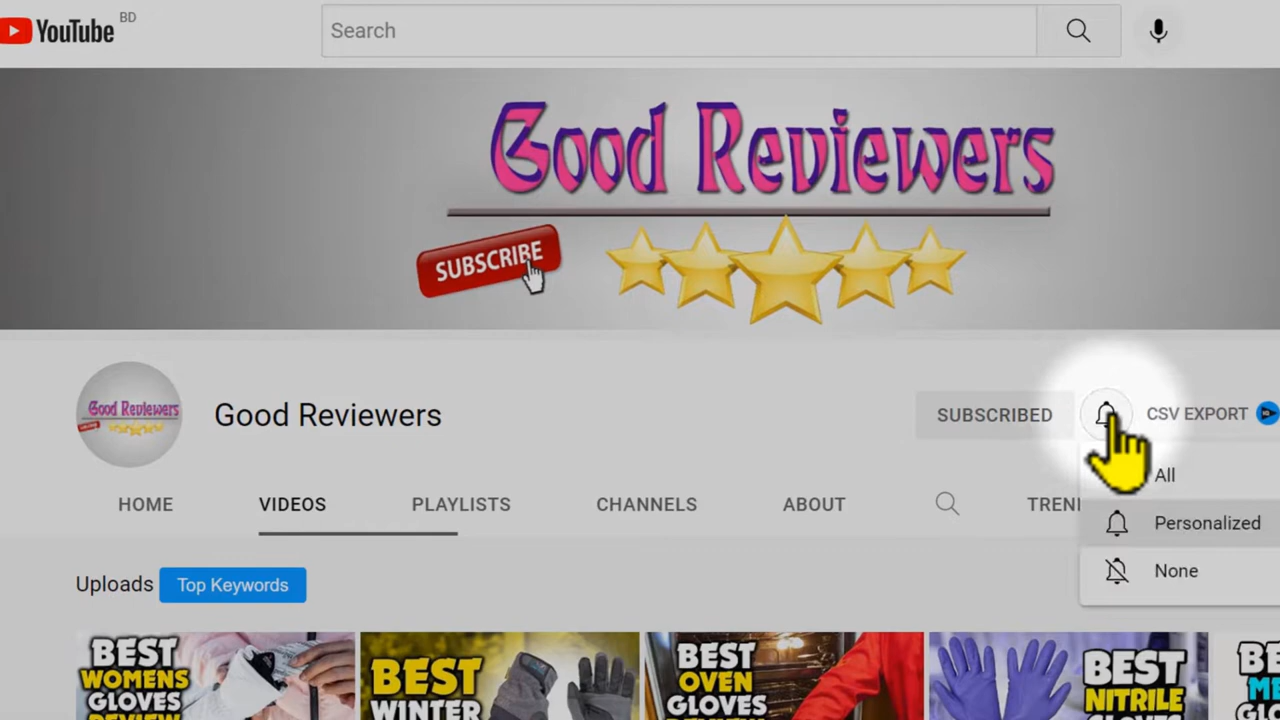 YouTube BD
Search
Good Reviewers
SUBSCRIBE
Good Reviewers
Good Reviewers
SUBSCRIBED
CSV EXPORT
All
HOME
VIDEOS
PLAYLISTS
CHANNELS
ABOUT
Personalized
None
Uploads
Top Keywords
BEST
WOMENS
GLOVES
REVIEW
BEST
WINTER
BEST
OVEN
GLOVES
BEST
NITRILE